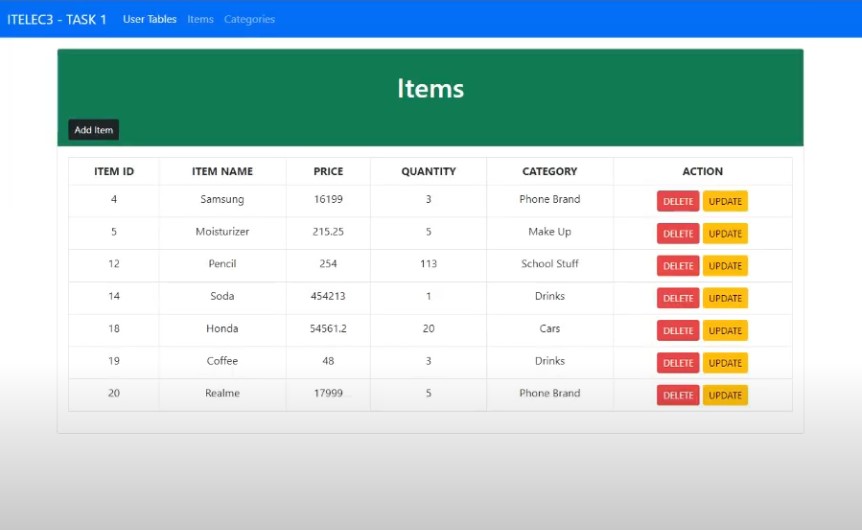 ITELEC3 - TASK 1 User Tables Items Categories
Items
Add Item
ITEM ID ITEM NAME PRICE QUANTITY CATEGORY ACTION
4 Samsung 16199 3 Phone Brand DELETE UPDATE
5 Moisturizer 215.25 5 Make Up DELETE UPDATE
12 Pencil 254 113 School Stuff DELETE UPDATE
14 Soda 454213 1 Drinks DELETE UPDATE
18 Honda 54561.2 20 Cars DELETE UPDATE
19 Coffee 48 3 Drinks DELETE UPDATE
20 Realme 17999 5 Phone Brand DELETE UPDATE